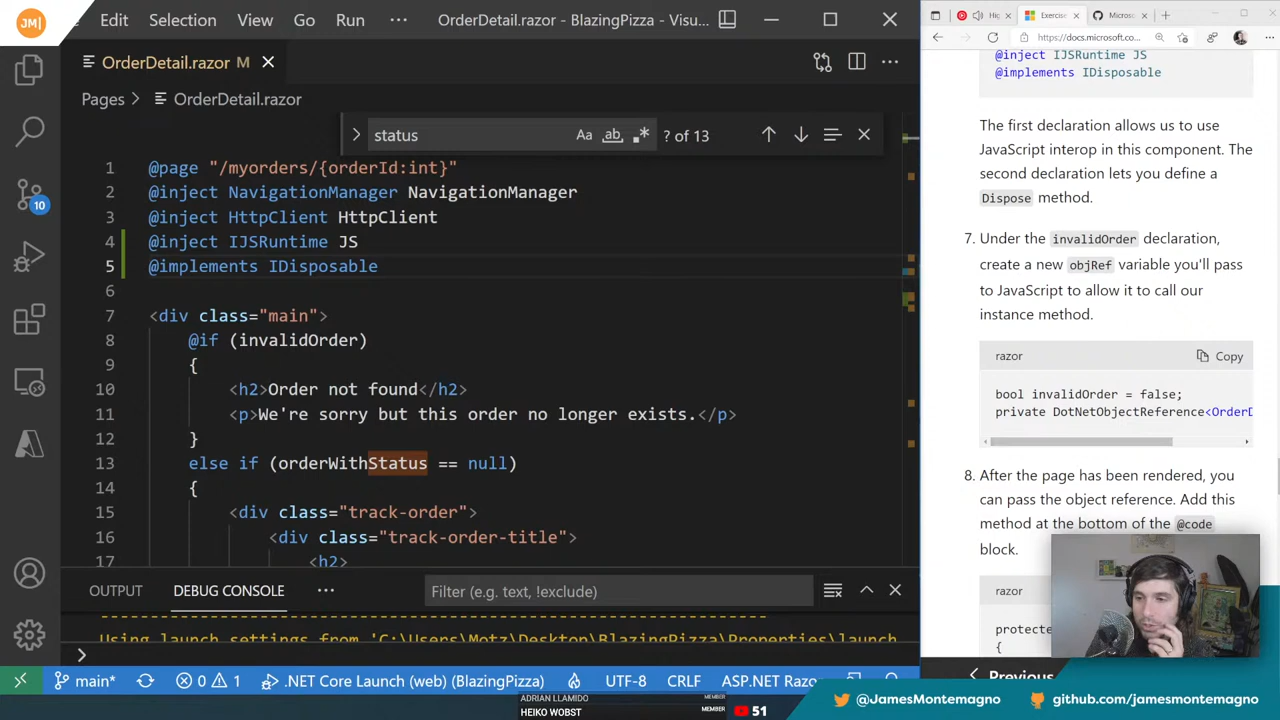 JM|
Edit
Selection
View
Go
Run
OrderDetail.razor - BlazingPizza - Visu...
OrderDetail.razor M
Pages > OrderDetail.razor
status
Aa
ab
? of 13
1 @page "/myorders/{orderId:int}"
2 @inject NavigationManager NavigationManager
3 @inject HttpClient HttpClient
4 @inject IJSRuntime JS
5 @implements IDisposable
6
7 <div class="main">
8 @if (invalidOrder)
9 {
10 <h2>Order not found</h2>
11 <p>We're sorry but this order no longer exists.</p>
12 }
13 else if (orderWithStatus == null)
14 {
15 <div class="track-order">
16 <div class="track-order-title">
17 <h2>
10
OUTPUT
DEBUG CONSOLE
Filter (e.g. text, !exclude)
Using launch settings from 'C:\Users\Motz\Desktop\BlazingPizza\Properties\launch
main*
0
1
.NET Core Launch (web) (BlazingPizza)
UTF-8
CRLF
ASP.NET Razo
ADRIAN LLAMIDO MEMBER
HEIKO WOBST MEMBER
51
Hig
Exercise
Micros
https://docs.microsoft.co...
@inject IJSRuntime JS
@implements IDisposable
The first declaration allows us to use
JavaScript interop in this component. The
second declaration lets you define a
Dispose method.
7. Under the invalidOrder declaration,
create a new objRef variable you'll pass
to JavaScript to allow it to call our
instance method.
razor
Copy
bool invalidOrder = false;
private DotNetObjectReference<OrderD
8. After the page has been rendered, you
can pass the object reference. Add this
method at the bottom of the @code
block.
razor
protecte
{
Previous
@JamesMontemagno
github.com/jamesmontemagno